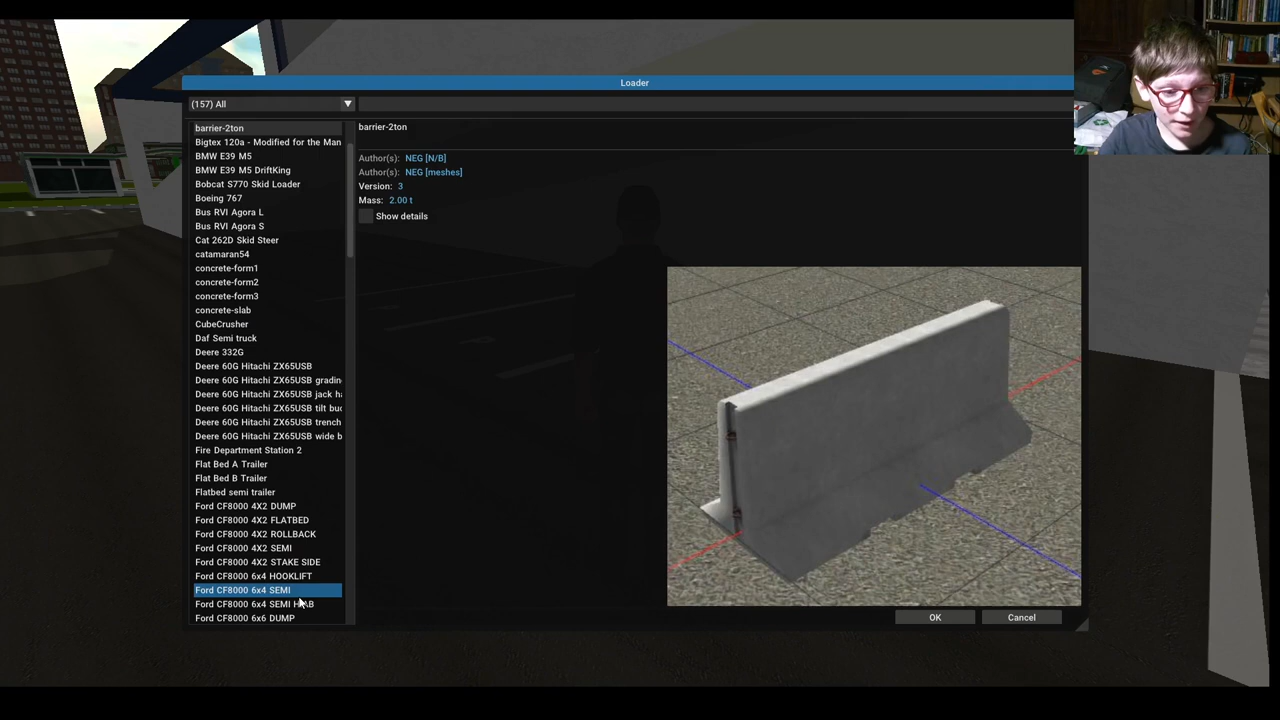 Loader
(157) All
barrier-2ton
Bigtex 120a - Modified for the Man
BMW E39 M5
BMW E39 M5 DriftKing
Bobcat S770 Skid Loader
Boeing 767
Bus RVI Agora L
Bus RVI Agora S
Cat 262D Skid Steer
catamaran54
concrete-form1
concrete-form2
concrete-form3
concrete-slab
CubeCrusher
Daf Semi truck
Deere 332G
Deere 60G Hitachi ZX65USB
Deere 60G Hitachi ZX65USB gradin
Deere 60G Hitachi ZX65USB jack ha
Deere 60G Hitachi ZX65USB tilt buc
Deere 60G Hitachi ZX65USB trench
Deere 60G Hitachi ZX65USB wide b
Fire Department Station 2
Flat Bed A Trailer
Flat Bed B Trailer
Flatbed semi trailer
Ford CF8000 4X2 DUMP
Ford CF8000 4X2 FLATBED
Ford CF8000 4X2 ROLLBACK
Ford CF8000 4X2 SEMI
Ford CF8000 4X2 STAKE SIDE
Ford CF8000 6x4 HOOKLIFT
Ford CF8000 6x4 SEMI
Ford CF8000 6x4 SEMI
Ford CF8000 6x6 DUMP
barrier-2ton
Author(s): NEG [N/B]
Author(s): NEG [meshes]
Version: 3
Mass: 2.00 t
Show details
OK
Cancel